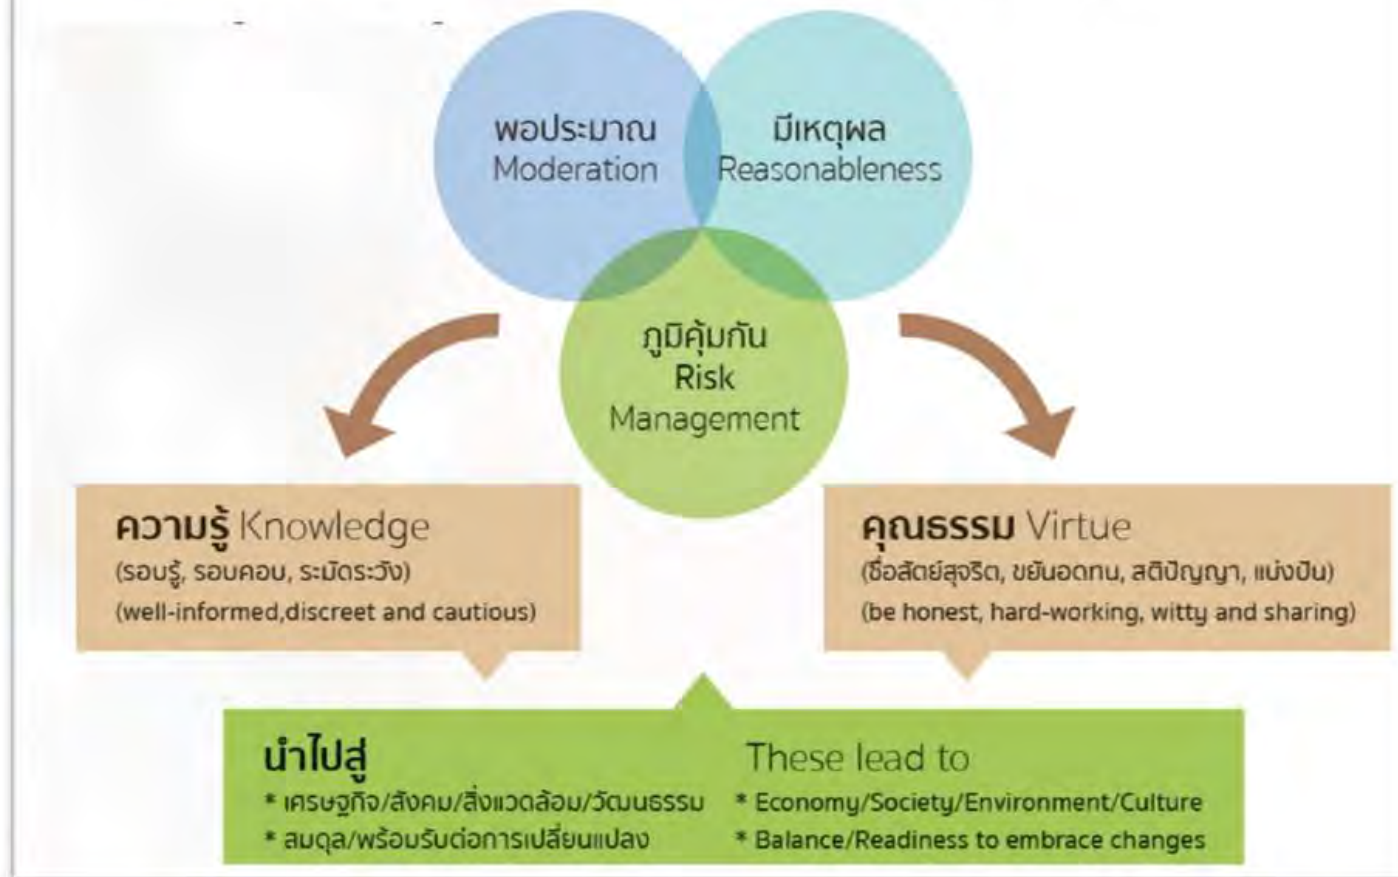 พอประมาณ
Moderation
มีเหตุผล
Reasonableness
ภูมิคุ้มกัน
Risk
Management
ความรู้ Knowledge
(รอบรู้, รอบคอบ, ระมัดระวัง)
(well-informed,discreet and cautious)
คุณธรรม Virtue
(ซื่อสัตย์สุจริต, ขยันอดทน, สติปัญญา, แบ่งปัน)
(be honest, hard-working, witty and sharing)
นำไปสู่
* เศรษฐกิจ/สังคม/สิ่งแวดล้อม/วัฒนธรรม
* สมดุล/พร้อมรับต่อการเปลี่ยนแปลง
These lead to
* Economy/Society/Environment/Culture
* Balance/Readiness to embrace changes